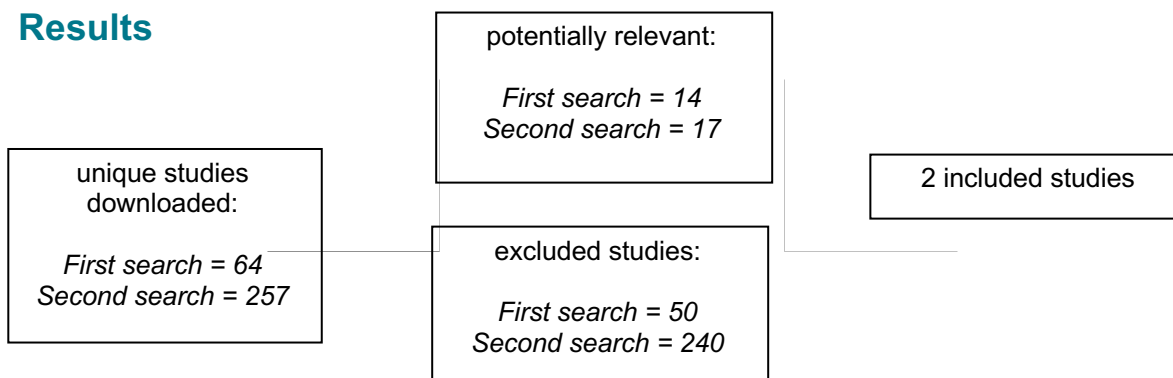 Results
unique studies
downloaded:
First search = 64
Second search = 257
potentially relevant:
First search = 14
Second search = 17
excluded studies:
First search = 50
Second search = 240
2 included studies